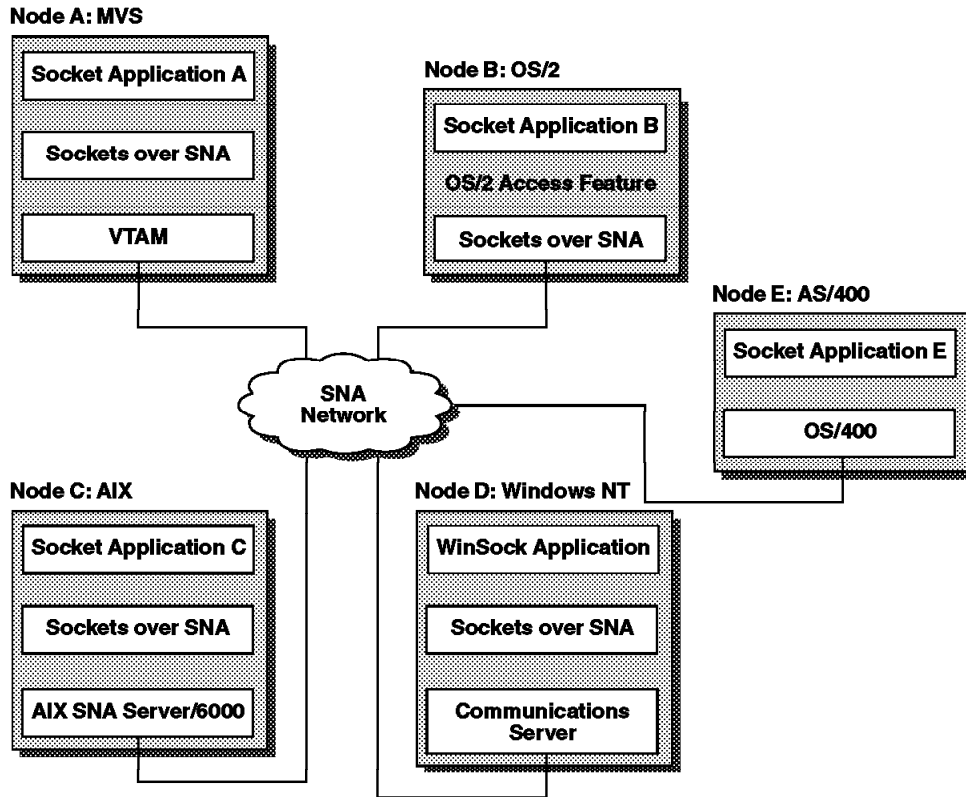 Node A: MVS
Socket Application A
Sockets over SNA
VTAM
Node B: OS/2
Socket Application B
OS/2 Access Feature
Sockets over SNA
Node E: AS/400
Socket Application E
OS/400
SNA
Network
Node C: AIX
Socket Application C
Sockets over SNA
AIX SNA Server/6000
Node D: Windows NT
WinSock Application
Sockets over SNA
Communications
Server